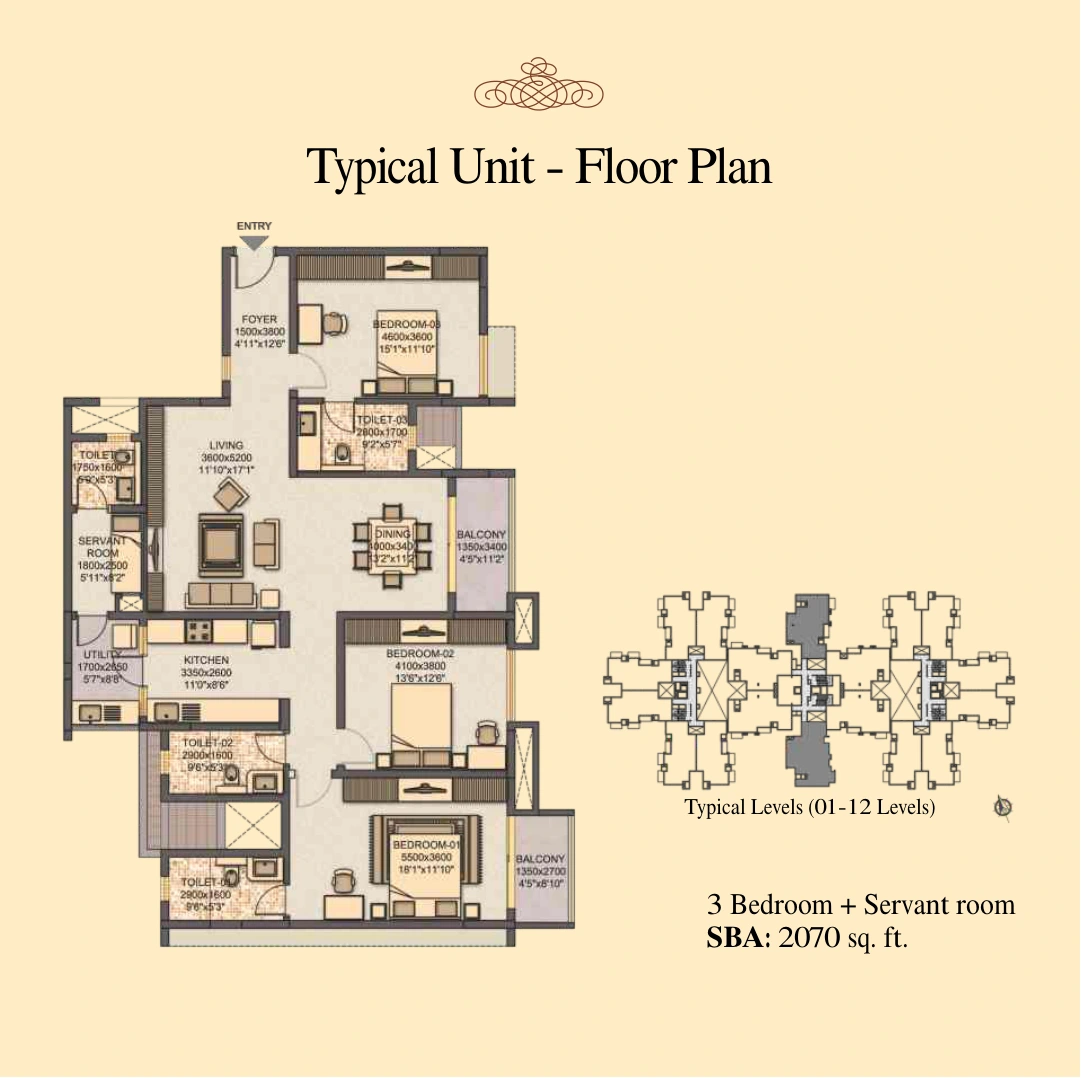 Typical Unit - Floor Plan
ENTRY
FOYER
1500x3800
4'11"x12'6"
BEDROOM-03
4600x3600
15'1"x11'10"
TOILET-03
2800x1700
9'2"x5'7"
LIVING
3600x5200
11'10"x17'1"
TOILET
1750x1600
5'9"x5'3"
SERVANT
ROOM
1800x2500
5'11"x8'2"
DINING
BALCONY
1350x3400
4'5"x11'2"
UTILITY
1700x2650
5'7"x8'8"
KITCHEN
3350x2600
11'0"x8'6"
BEDROOM-02
4100x3800
13'6"x12'6"
TOILET-02
2900x1600
9'6"x5'3"
BEDROOM-01
5500x3600
18'1"x11'10"
BALCONY
1350x2700
4'5"x8'10"
TOILET-01
2900x1600
9'6"x5'3"
Typical Levels (01-12 Levels)
3 Bedroom + Servant room
SBA: 2070 sq. ft.